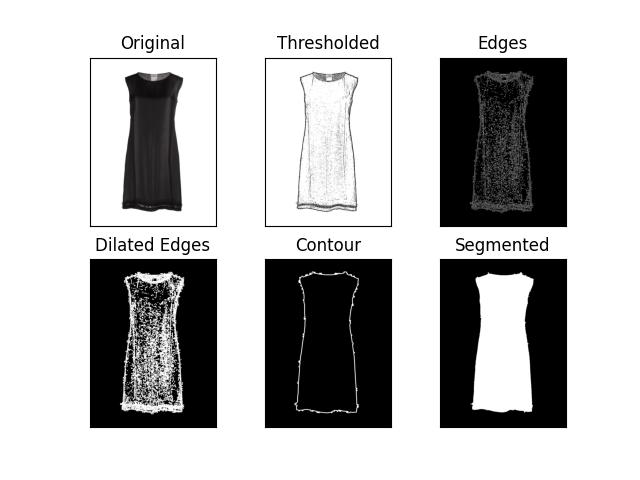 Original
Thresholded
Edges
Dilated Edges
Contour
Segmented